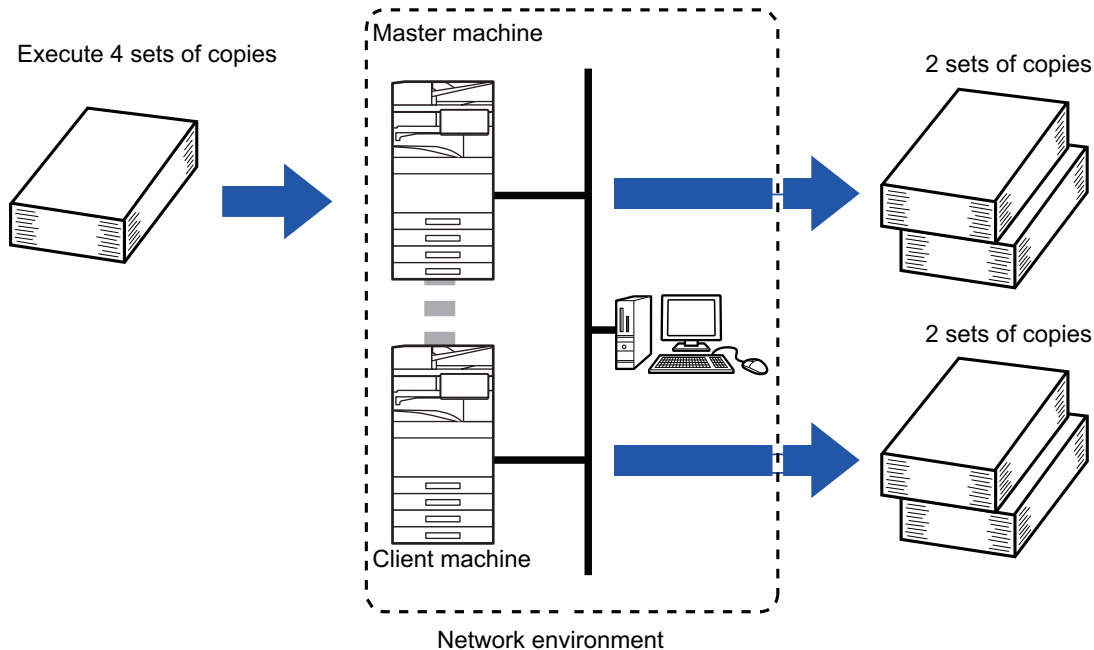 Execute 4 sets of copies
Master machine
2 sets of copies
2 sets of copies
Client machine
Network environment